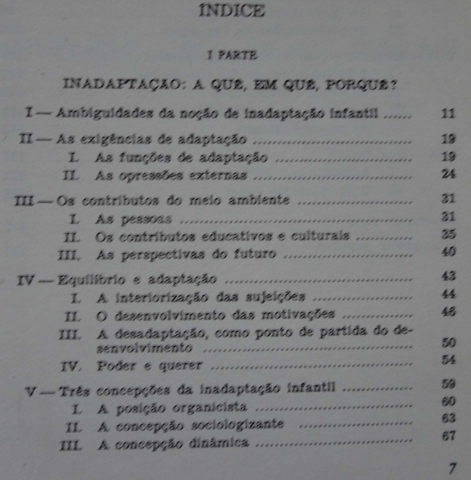 ÍNDICE
I PARTE
INADAPTAÇÃO: A QUÊ, EM QUÊ, PORQUÊ?
I — Ambiguidades da noção de inadaptação infantil ...... 11
II — As exigências de adaptação ...... 19
I. As funções de adaptação ...... 19
II. As opressões externas ...... 24
III — Os contributos do meio ambiente ...... 31
I. As pessoas ...... 31
II. Os contributos educativos e culturais ...... 35
III. As perspectivas do futuro ...... 40
IV — Equilíbrio e adaptação ...... 43
I. A interiorização das sujeições ...... 44
II. O desenvolvimento das motivações ...... 46
III. A desadaptação, como ponto de partida do de-
senvolvimento ...... 50
IV. Poder e querer ...... 54
V — Três concepções da inadaptação infantil ...... 59
I. A posição organicista ...... 60
II. A concepção sociologizante ...... 63
III. A concepção dinâmica ...... 67
7